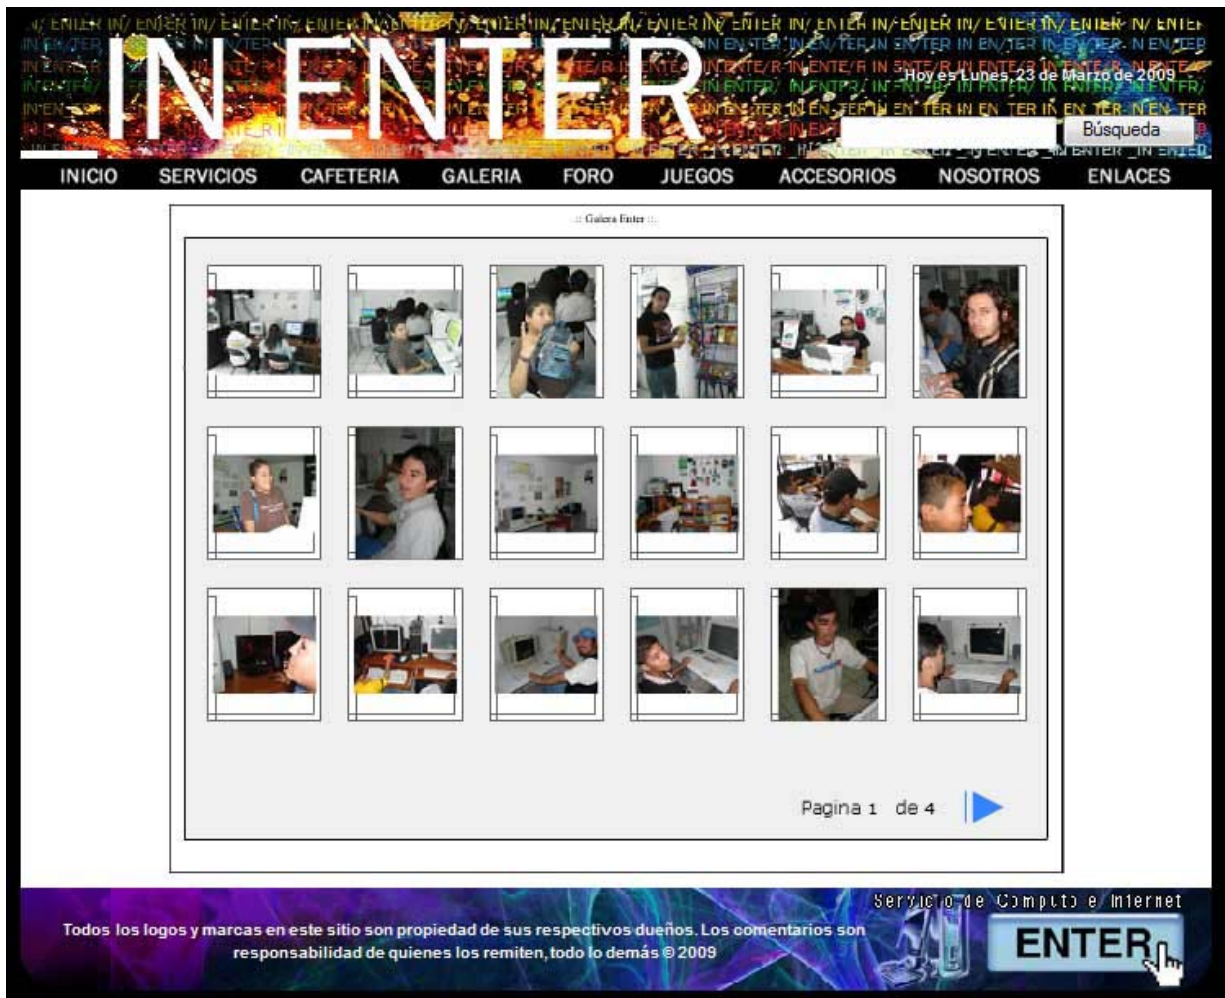 IN ENTER
Hoy es Lunes, 23 de Marzo de 2009
Búsqueda
INICIO SERVICIOS CAFETERIA GALERIA FORO JUEGOS ACCESORIOS NOSOTROS ENLACES
.:: Galera Enter ::.
Pagina 1 de 4
Servicio de Computo e Internet
Todos los logos y marcas en este sitio son propiedad de sus respectivos dueños. Los comentarios son
responsabilidad de quienes los remiten, todo lo demás © 2009
ENTER